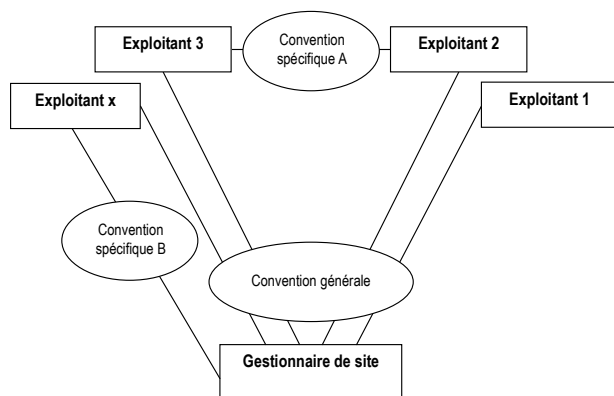 Exploitant 3
Convention
spécifique A
Exploitant 2
Exploitant x
Exploitant 1
Convention
spécifique B
Convention générale
Gestionnaire de site